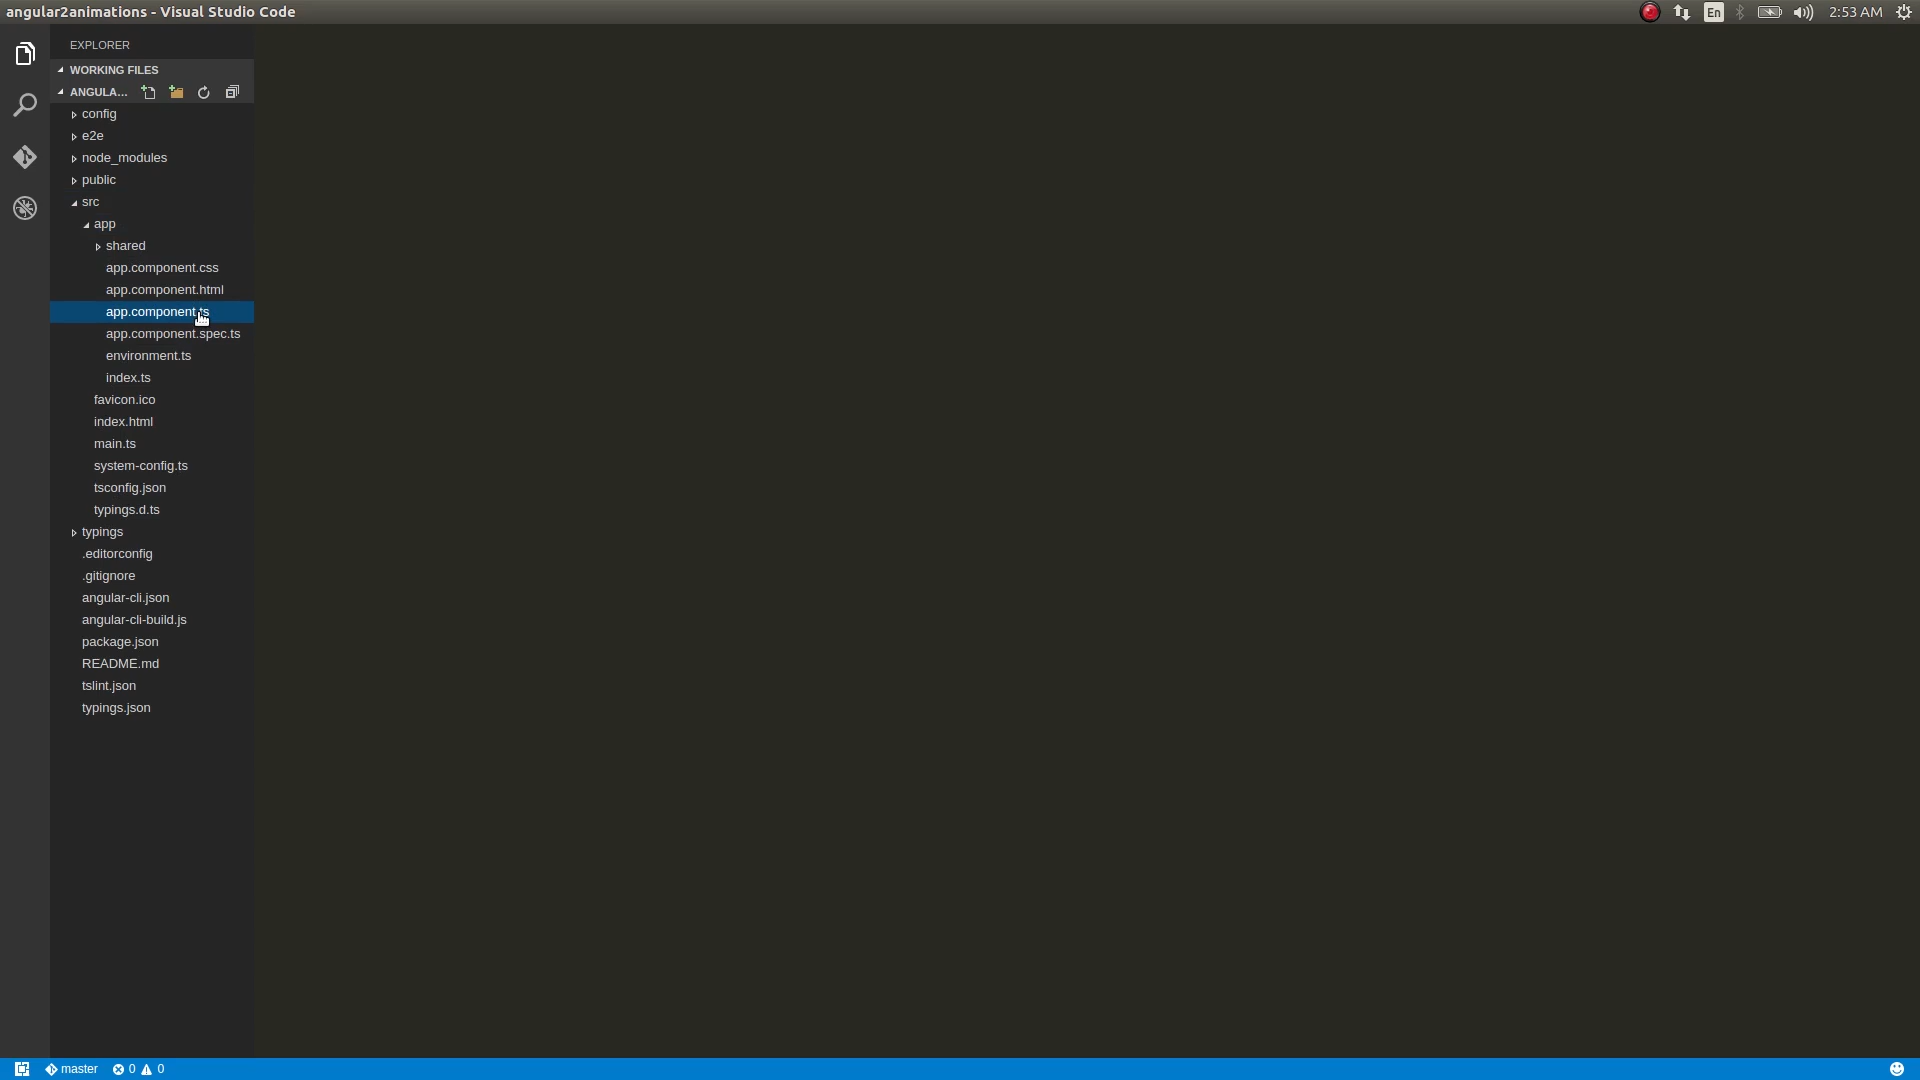 angular2animations - Visual Studio Code
En
2:53 AM
EXPLORER
WORKING FILES
ANGULA...
config
e2e
node_modules
public
src
app
shared
app.component.css
app.component.html
app.component.ts
app.component.spec.ts
environment.ts
index.ts
favicon.ico
index.html
main.ts
system-config.ts
tsconfig.json
typings.d.ts
typings
.editorconfig
.gitignore
angular-cli.json
angular-cli-build.js
package.json
README.md
tslint.json
typings.json
master 0 0